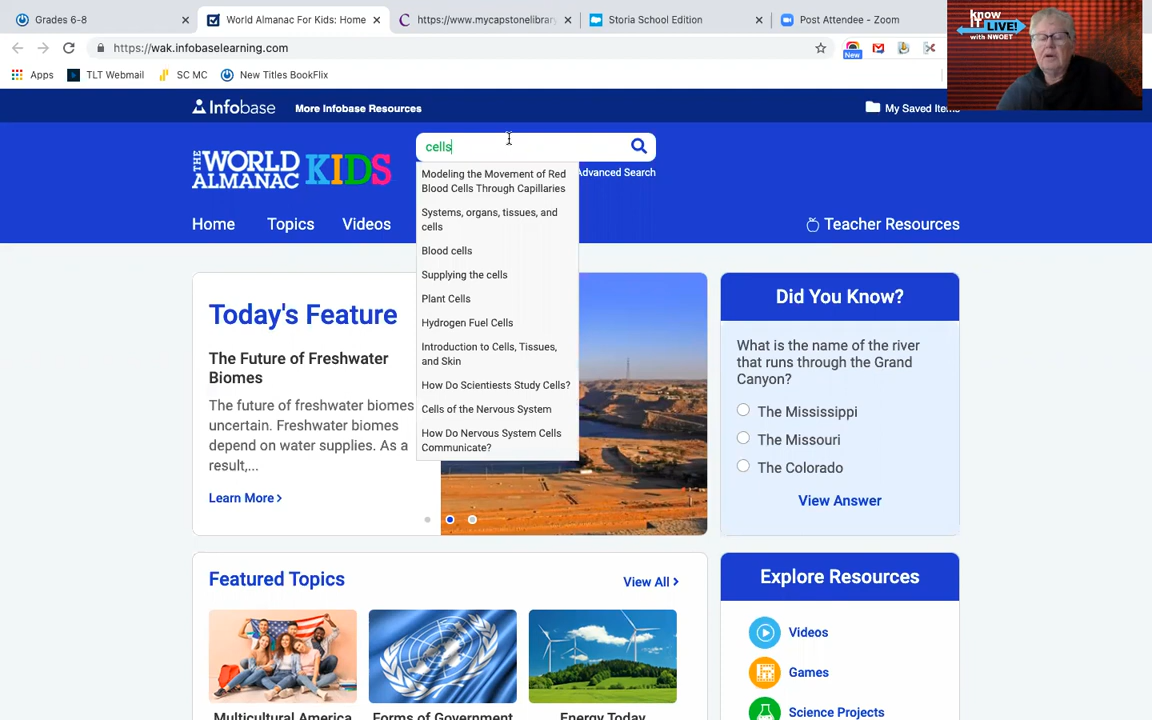 Grades 6-8
World Almanac For Kids: Home
https://www.mycapstonelibrary
Storia School Edition
Post Attendee - Zoom
https://wak.infobaselearning.com
New
Apps
TLT Webmail
SC MC
New Titles BookFlix
know
it LIVE!
with NWOET
Infobase
More Infobase Resources
My Saved Items
THE WORLD ALMANAC KIDS
cells
Advanced Search
Home
Topics
Videos
Teacher Resources
Modeling the Movement of Red
Blood Cells Through Capillaries
Systems, organs, tissues, and
cells
Blood cells
Supplying the cells
Plant Cells
Hydrogen Fuel Cells
Introduction to Cells, Tissues,
and Skin
How Do Scientiests Study Cells?
Cells of the Nervous System
How Do Nervous System Cells
Communicate?
Today's Feature
The Future of Freshwater
Biomes
The future of freshwater biomes
uncertain. Freshwater biomes
depend on water supplies. As a
result,...
Learn More
Did You Know?
What is the name of the river
that runs through the Grand
Canyon?
The Mississippi
The Missouri
The Colorado
View Answer
Featured Topics
View All
Multicultural America
Forms of Government
Energy Today
Explore Resources
Videos
Games
Science Projects